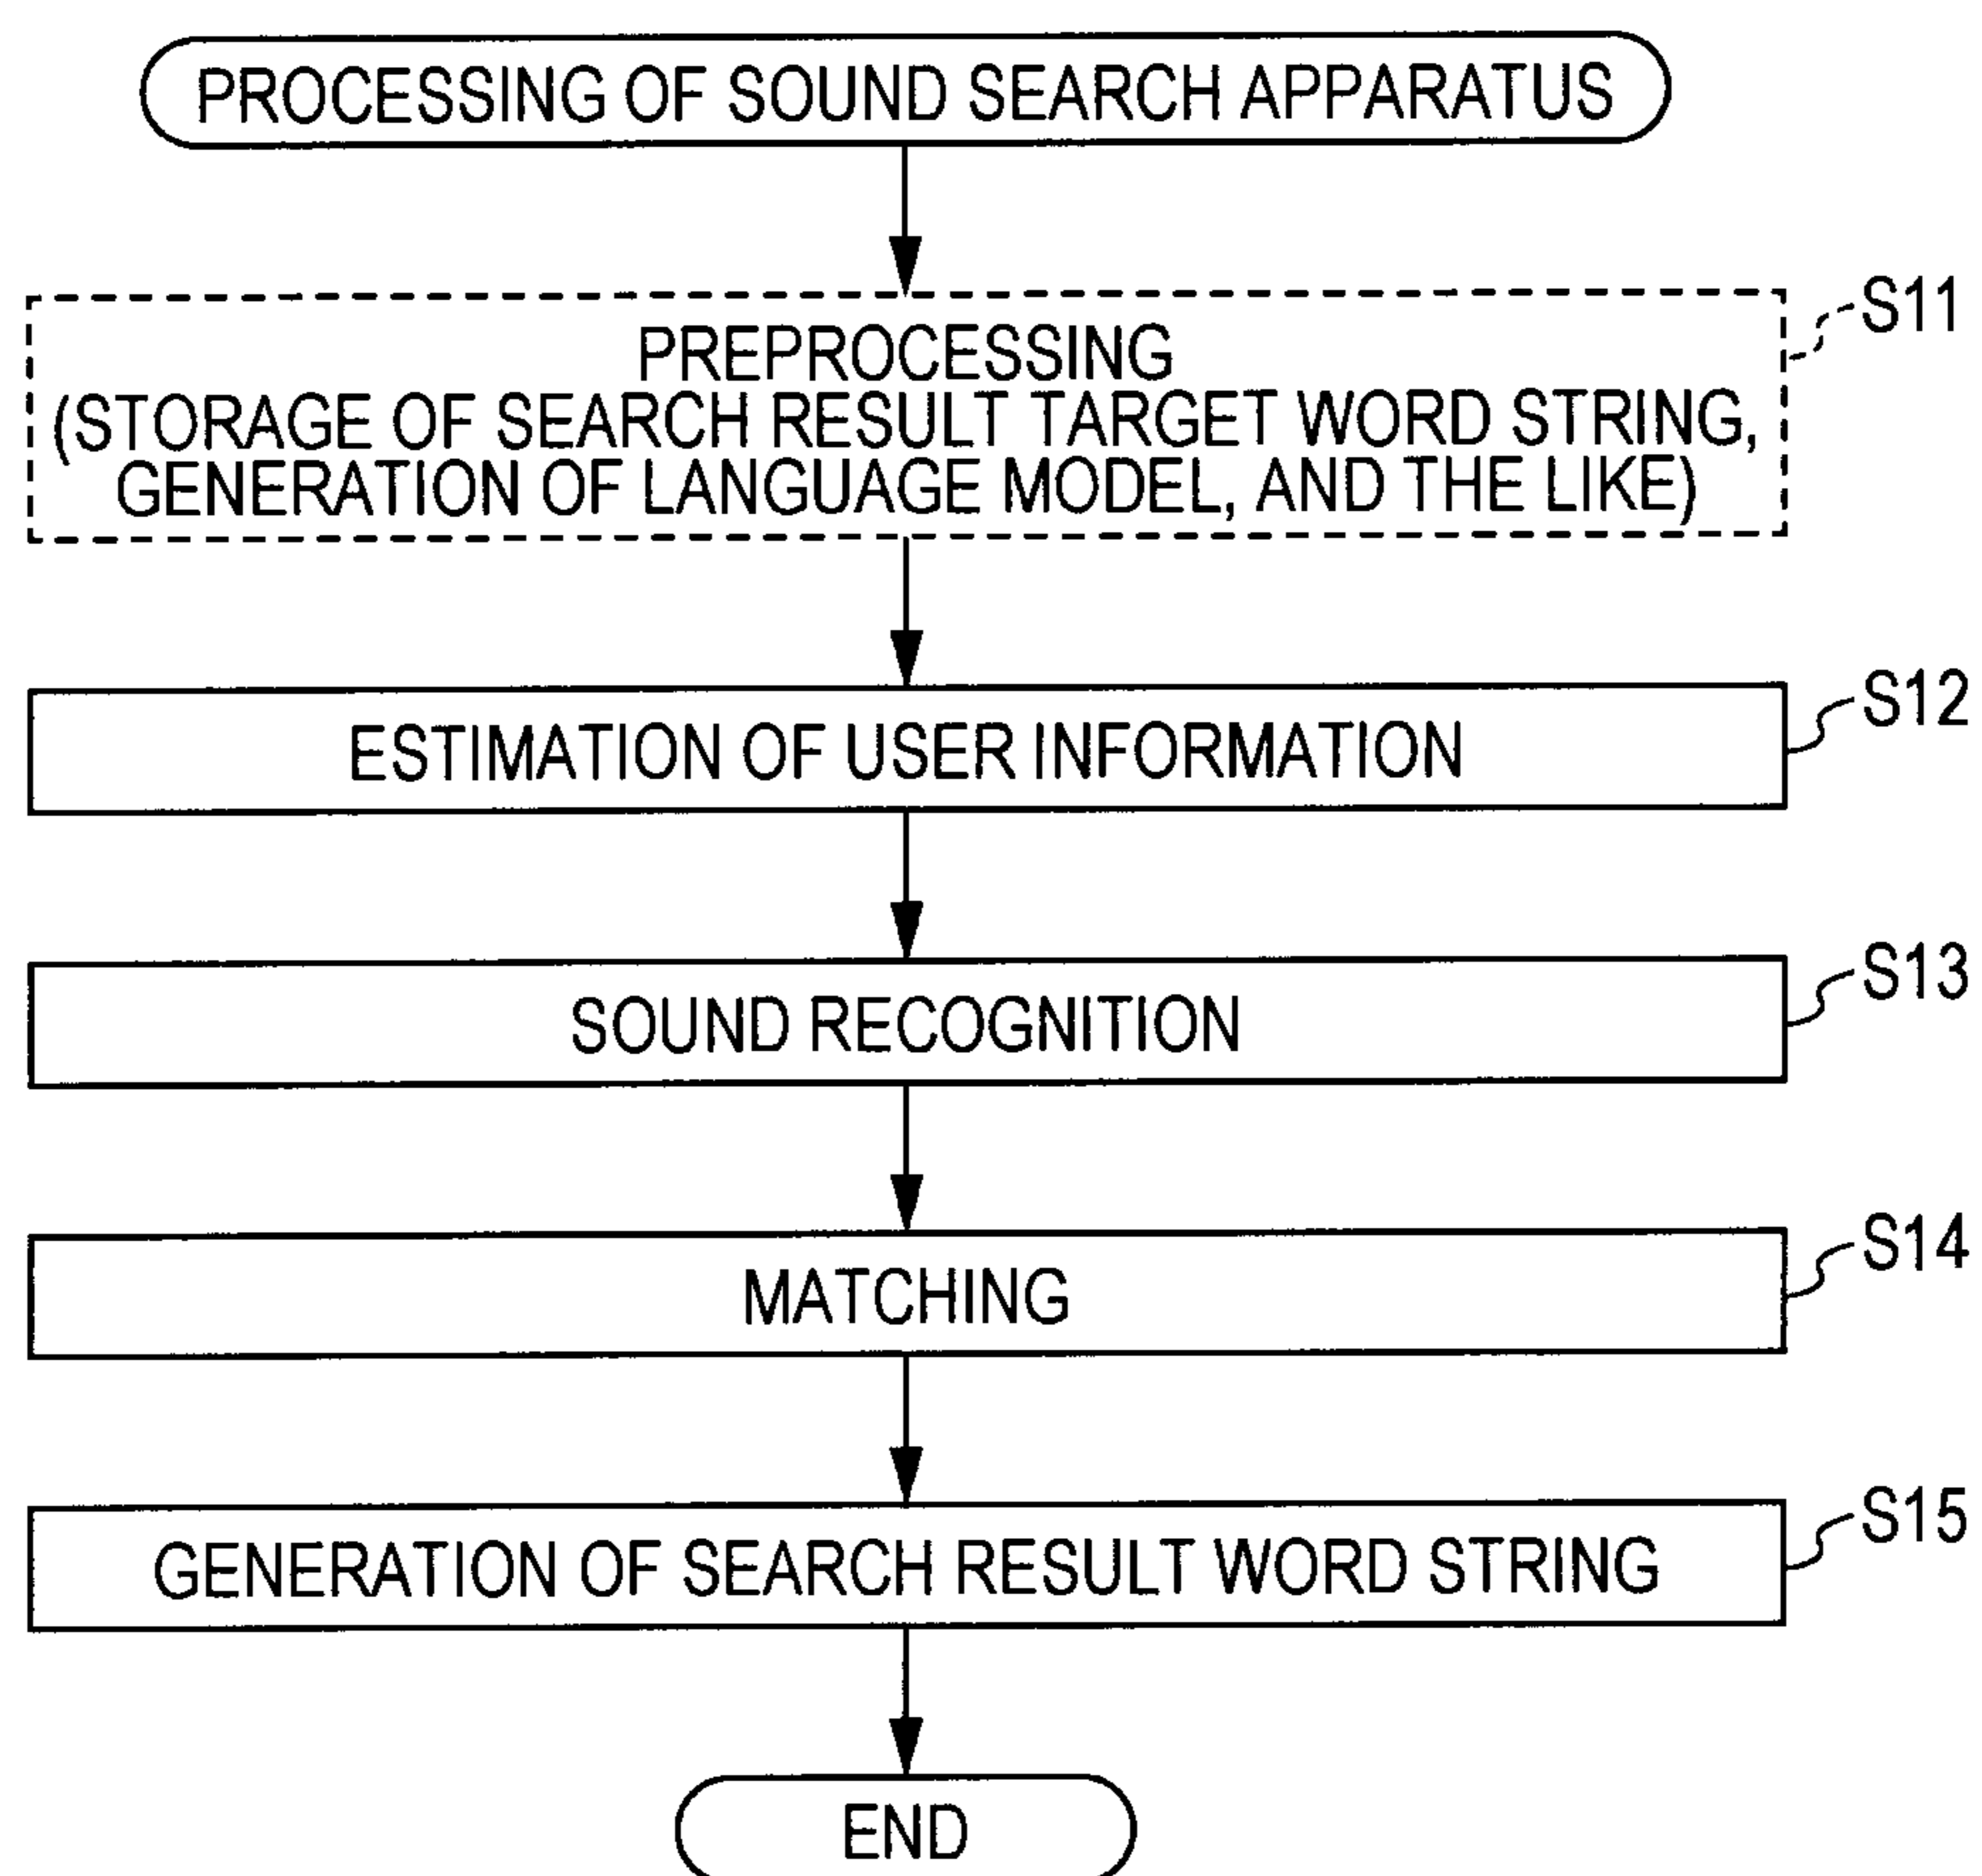 PROCESSING OF SOUND SEARCH APPARATUS
S11
PREPROCESSING
(STORAGE OF SEARCH RESULT TARGET WORD STRING,
GENERATION OF LANGUAGE MODEL, AND THE LIKE)
S12
ESTIMATION OF USER INFORMATION
S13
SOUND RECOGNITION
S14
MATCHING
S15
GENERATION OF SEARCH RESULT WORD STRING
END